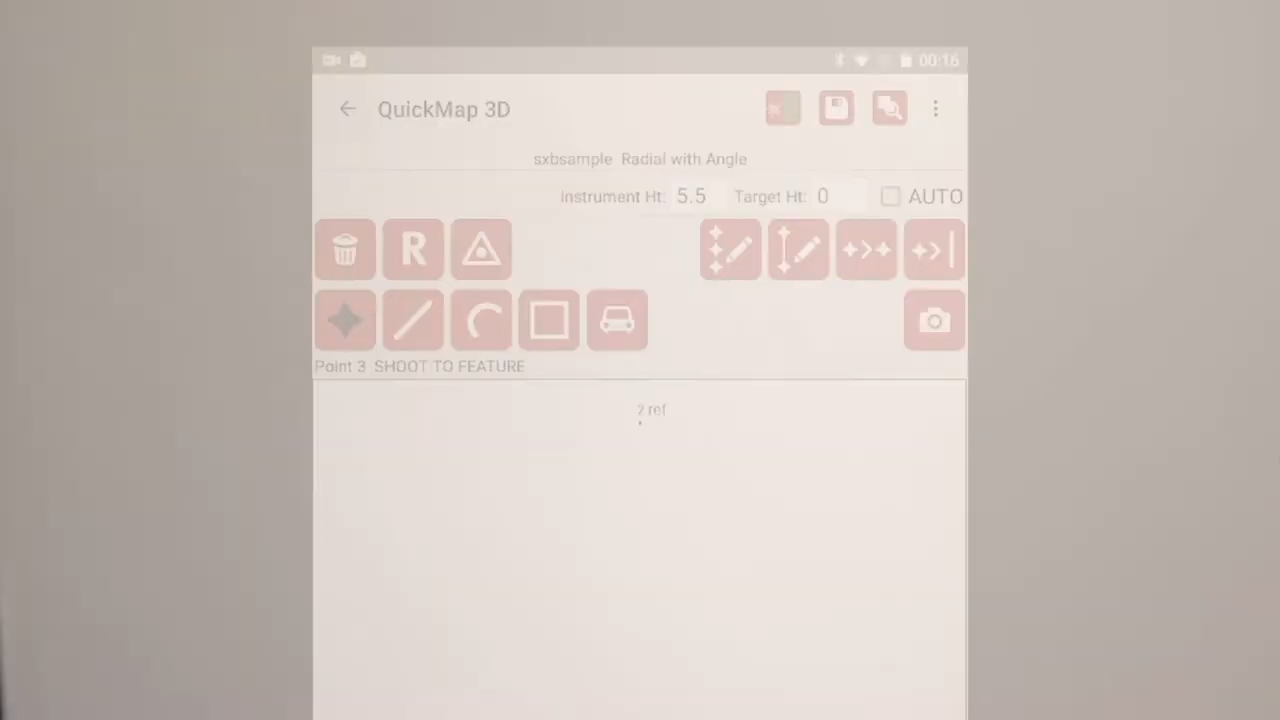 00:16
QuickMap 3D
sxbsample Radial with Angle
Instrument Ht: 5.5 Target Ht: 0 AUTO
R
Point 3 SHOOT TO FEATURE
2 ref